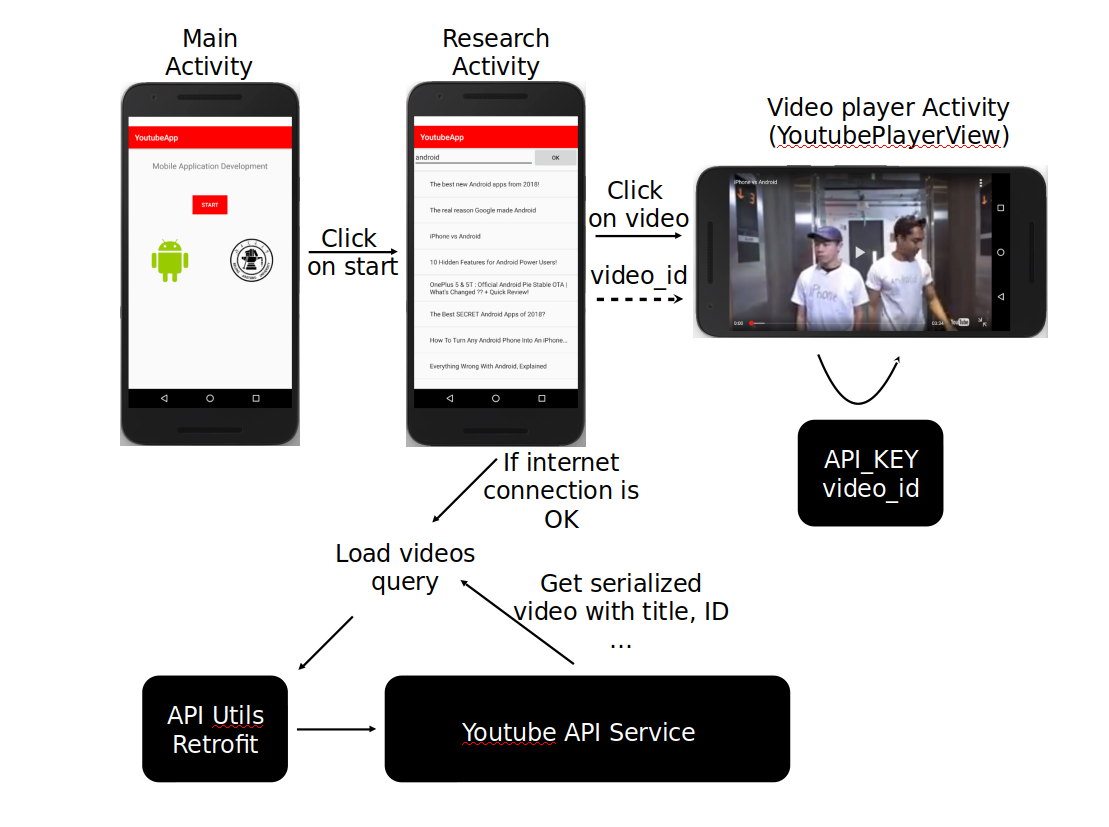 Main
Activity
Research
Activity
Video player Activity
(YoutubePlayerView)
YoutubeApp
Mobile Application Development
START
Click
on start
YoutubeApp
android
OK
The best new Android apps from 2018!
The real reason Google made Android
iPhone vs Android
10 Hidden Features for Android Power Users!
OnePlus 5 & 5T : Official Android Pie Stable OTA |
What's Changed ?? + Quick Review!
The Best SECRET Android Apps of 2018?
How To Turn Any Android Phone Into An iPhone...
Everything Wrong With Android, Explained
Click
on video
video_id
iPhone vs Android
iPhone
0:00
03:34
YouTube
API_KEY
video_id
If internet
connection is
OK
Load videos
query
Get serialized
video with title, ID
...
API Utils
Retrofit
Youtube API Service